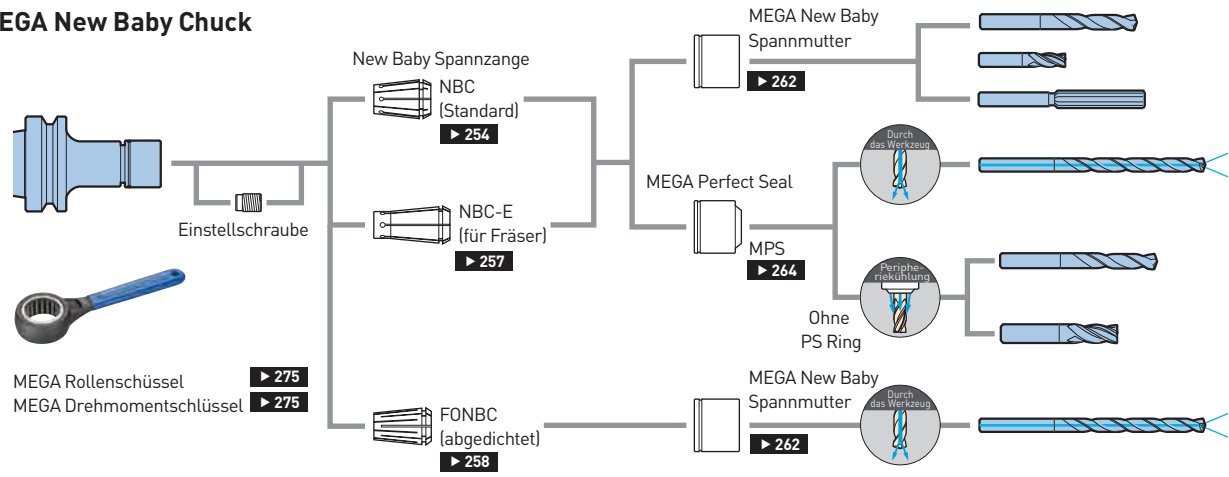 EGA New Baby Chuck
New Baby Spannzange
NBC
(Standard)
▶ 254
Einstellschraube
NBC-E
(für Fräser)
▶ 257
MEGA New Baby
Spannmutter
▶ 262
MEGA Perfect Seal
MPS
▶ 264
Durch
das Werkzeug
Periphe-
riekühlung
Ohne
PS Ring
MEGA Rollenschüssel ▶ 275
MEGA Drehmomentschlüssel ▶ 275
FONBC
(abgedichtet)
▶ 258
MEGA New Baby
Spannmutter
▶ 262
Durch
das Werkzeug